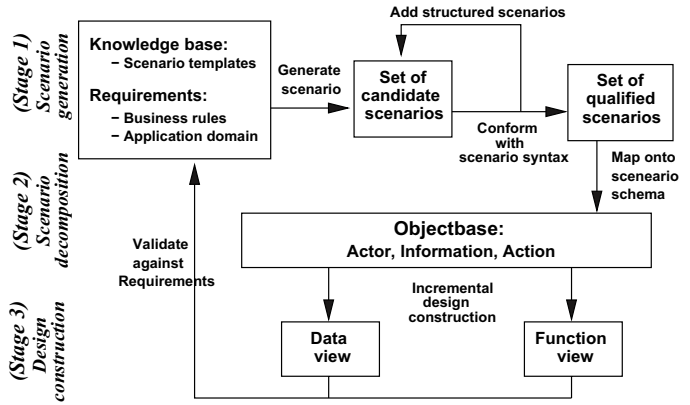 (Stage 1)
Scenario
generation
Knowledge base:
– Scenario templates
Requirements:
– Business rules
– Application domain
Generate
scenario
Add structured scenarios
Set of
candidate
scenarios
Conform
with
scenario syntax
Set of
qualified
scenarios
Map onto
sceneario
schema
(Stage 2)
Scenario
decomposition
Validate
against
Requirements
Objectbase:
Actor, Information, Action
(Stage 3)
Design
construction
Incremental
design
construction
Data
view
Function
view